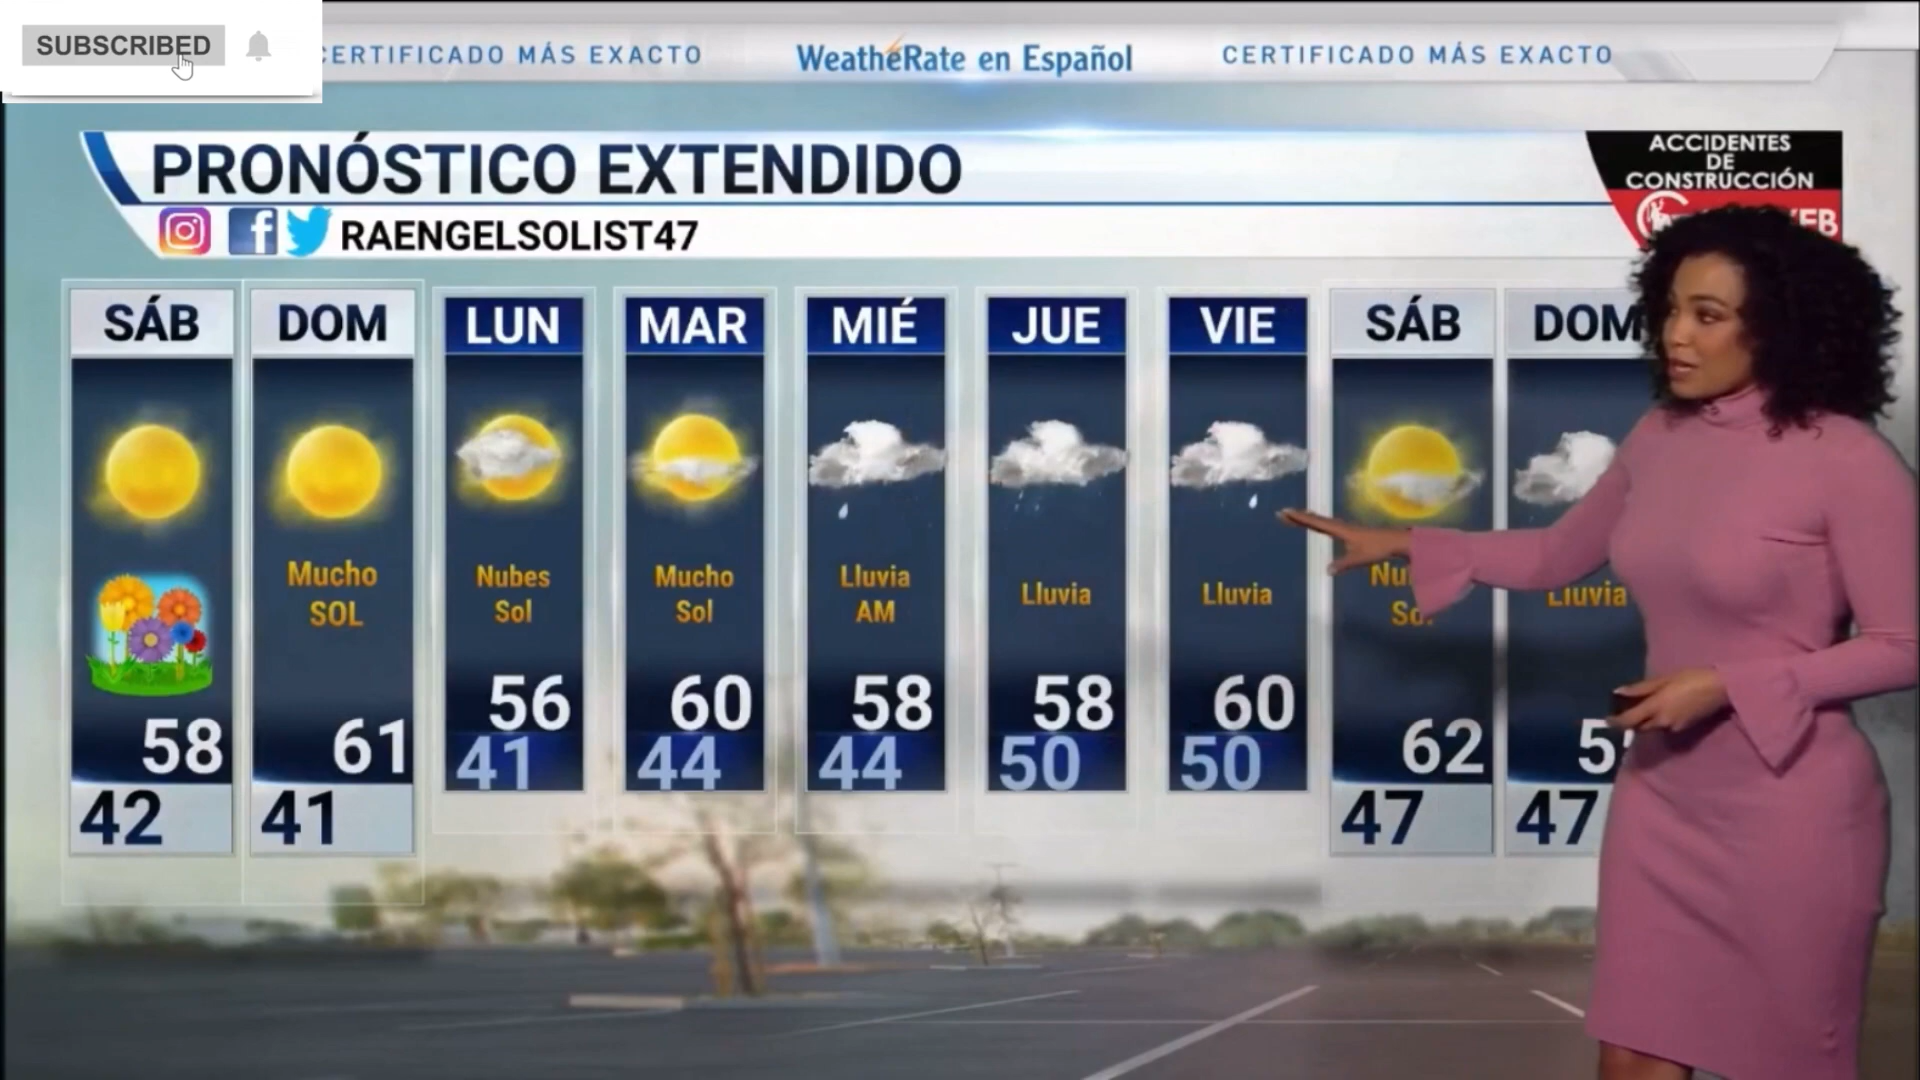 SUBSCRIBED
CERTIFICADO MÁS EXACTO
WeatheRate en Español
CERTIFICADO MÁS EXACTO
PRONÓSTICO EXTENDIDO
RAENGELSOLIST47
ACCIDENTES
DE
CONSTRUCCIÓN
SÁB
58
42
DOM
Mucho
SOL
61
41
LUN
Nubes
Sol
56
41
MAR
Mucho
Sol
60
44
MIÉ
Lluvia
AM
58
44
JUE
Lluvia
58
50
VIE
Lluvia
60
50
SÁB
62
47
DOM
Lluvia
47